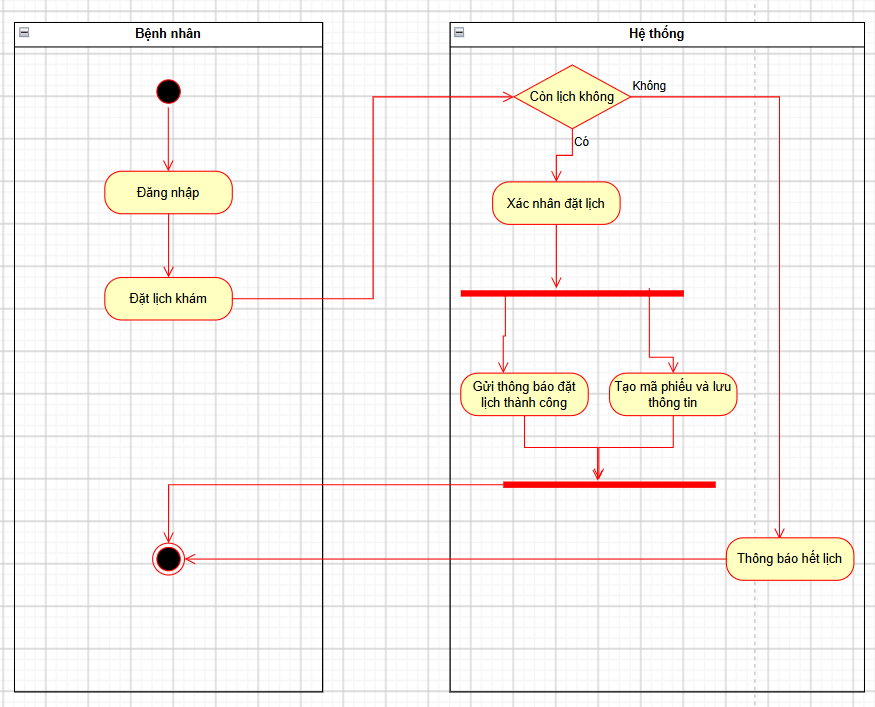 Bệnh nhân
Hệ thống
Còn lịch không
Không
Có
Đăng nhập
Xác nhân đặt lịch
Đặt lịch khám
Gửi thông báo đặt
lịch thành công
Tạo mã phiếu và lưu
thông tin
Thông báo hết lịch